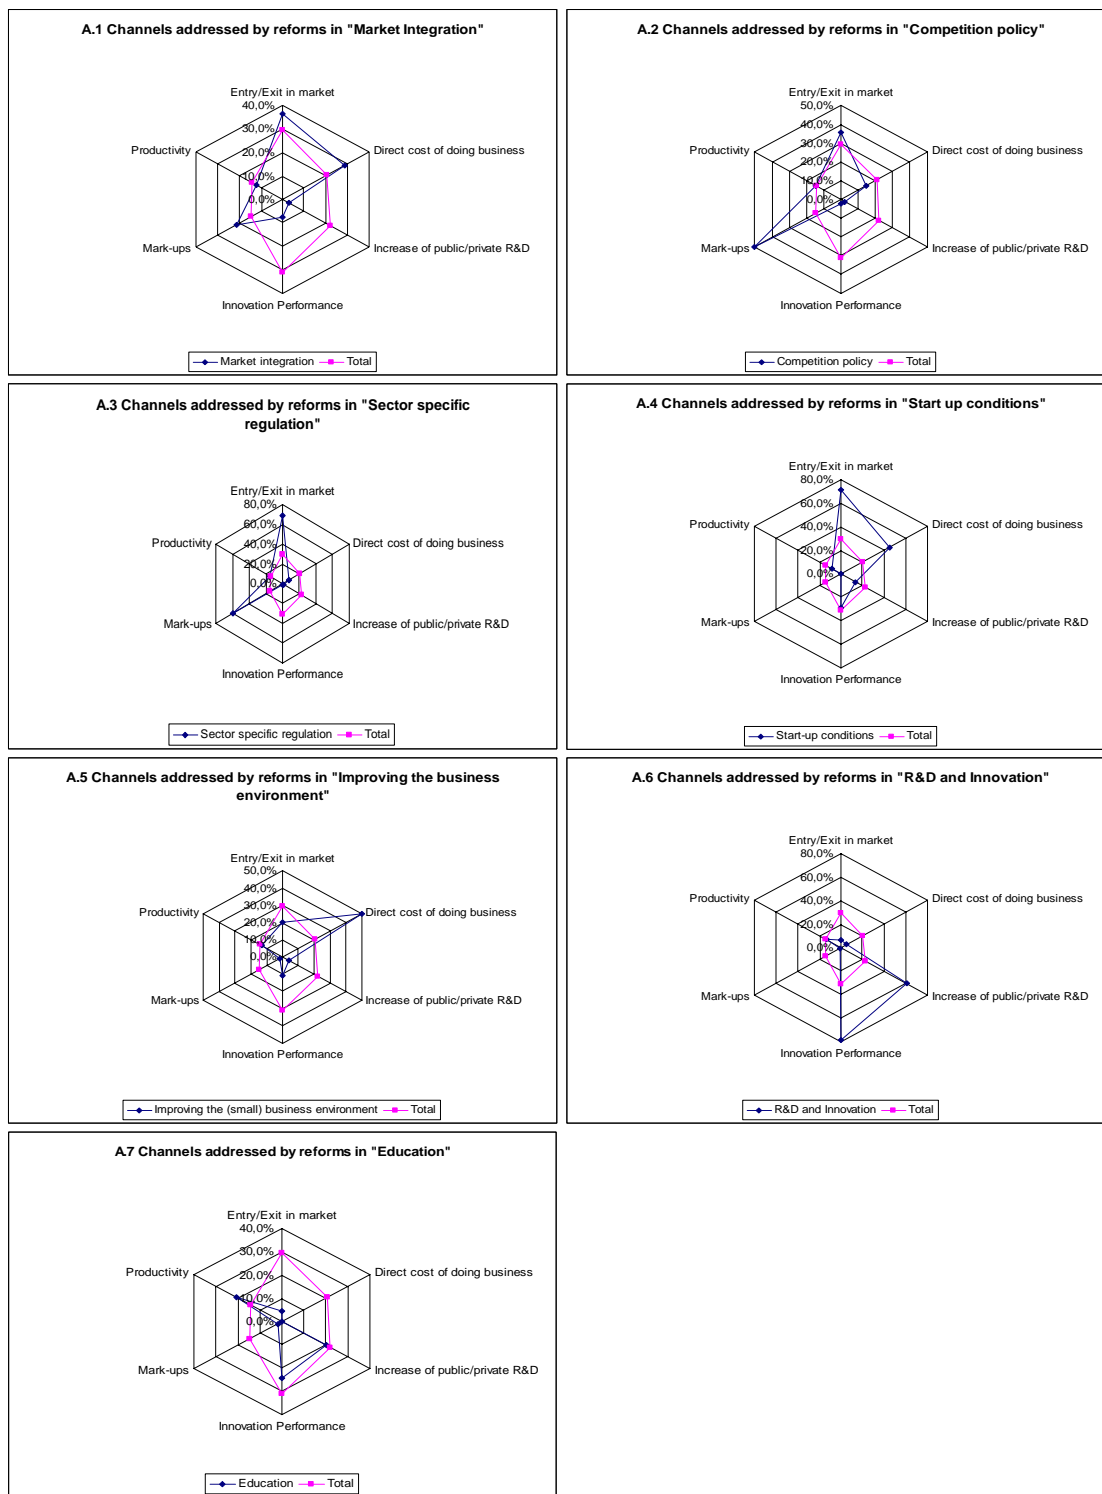 A.1 Channels addressed by reforms in "Market Integration"
Entry/Exit in market
40,0%
30,0%
20,0%
10,0%
0,0%
Direct cost of doing business
Increase of public/private R&D
Innovation Performance
Mark-ups
Productivity
Market integration
Total
A.2 Channels addressed by reforms in "Competition policy"
Entry/Exit in market
50,0%
40,0%
30,0%
20,0%
10,0%
0,0%
Direct cost of doing business
Increase of public/private R&D
Innovation Performance
Mark-ups
Productivity
Competition policy
Total
A.3 Channels addressed by reforms in "Sector specific
regulation"
Entry/Exit in market
80,0%
60,0%
40,0%
20,0%
0,0%
Direct cost of doing business
Increase of public/private R&D
Innovation Performance
Mark-ups
Productivity
Sector specific regulation
Total
A.4 Channels addressed by reforms in "Start up conditions"
Entry/Exit in market
80,0%
60,0%
40,0%
20,0%
0,0%
Direct cost of doing business
Increase of public/private R&D
Innovation Performance
Mark-ups
Productivity
Start-up conditions
Total
A.5 Channels addressed by reforms in "Improving the business
environment"
Entry/Exit in market
50,0%
40,0%
30,0%
20,0%
10,0%
0,0%
Direct cost of doing business
Increase of public/private R&D
Innovation Performance
Mark-ups
Productivity
Improving the (small) business environment
Total
A.6 Channels addressed by reforms in "R&D and Innovation"
Entry/Exit in market
80,0%
60,0%
40,0%
20,0%
0,0%
Direct cost of doing business
Increase of public/private R&D
Innovation Performance
Mark-ups
Productivity
R&D and Innovation
Total
A.7 Channels addressed by reforms in "Education"
Entry/Exit in market
40,0%
30,0%
20,0%
10,0%
0,0%
Direct cost of doing business
Increase of public/private R&D
Innovation Performance
Mark-ups
Productivity
Education
Total